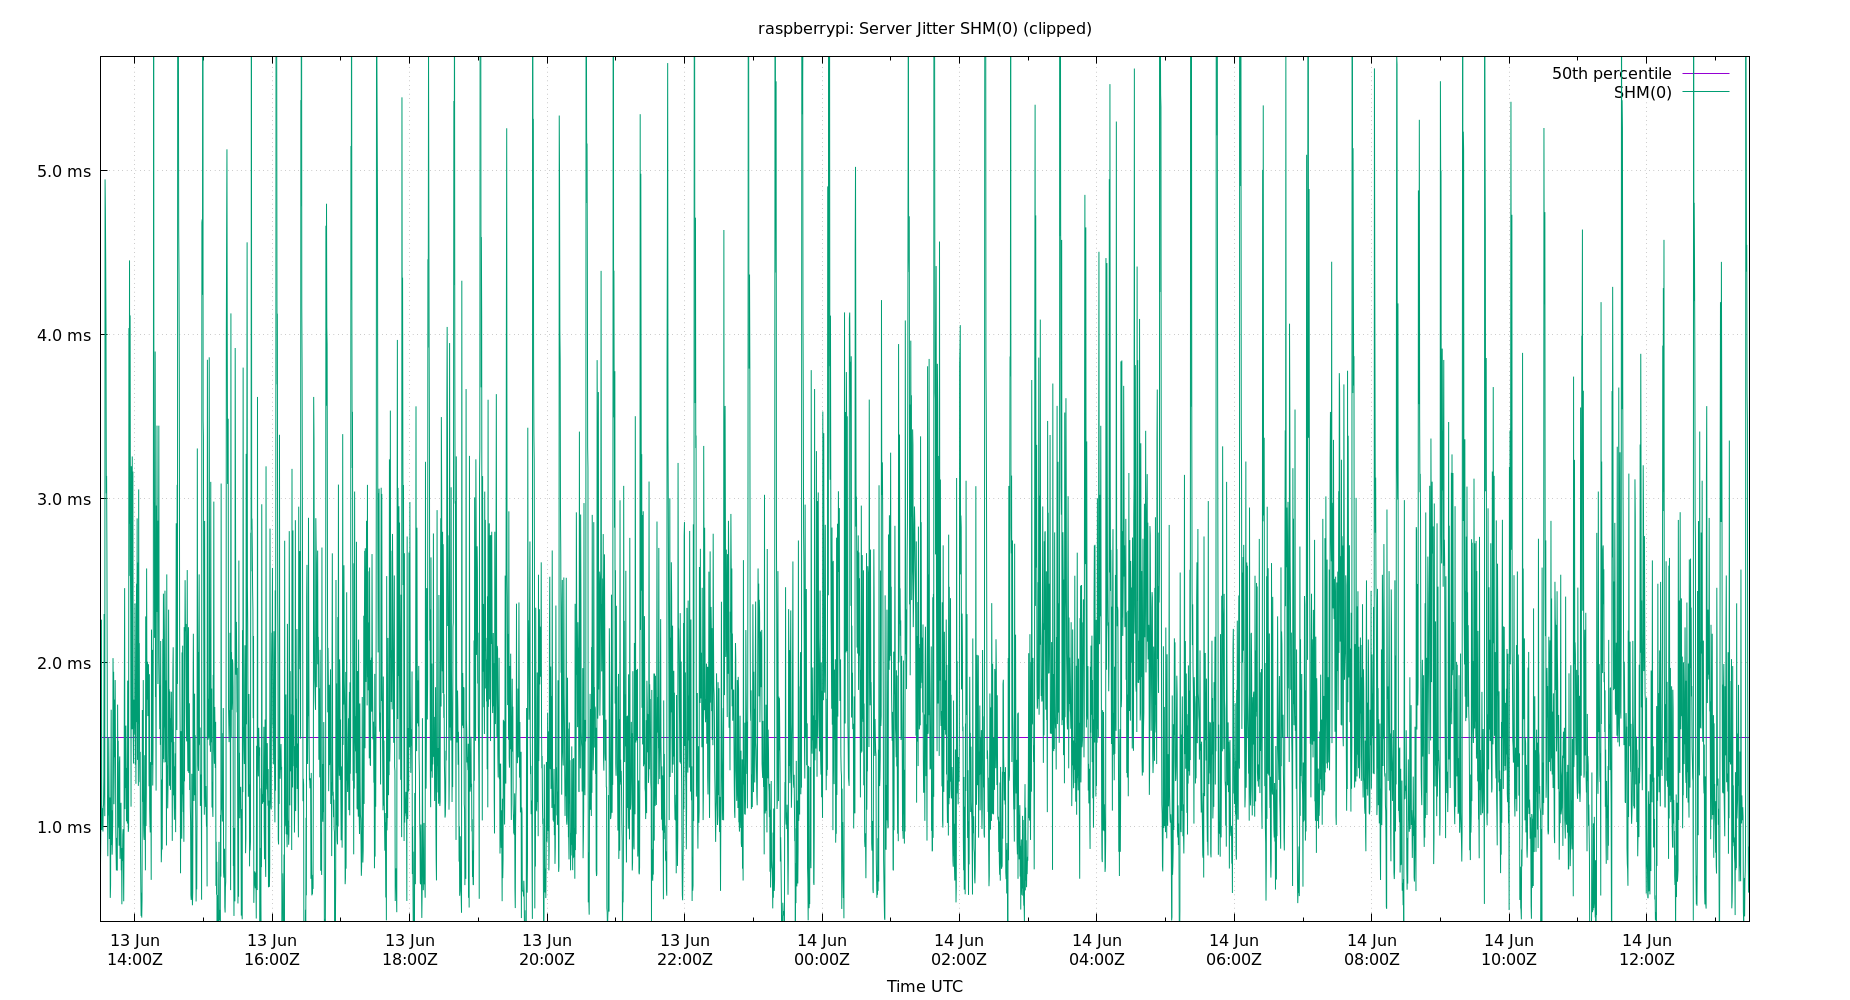 raspberrypi: Server Jitter SHM(0) (clipped)
50th percentile
SHM(0)
5.0 ms
4.0 ms
3.0 ms
2.0 ms
1.0 ms
13 Jun 13 Jun 13 Jun 13 Jun 13 Jun 14 Jun 14 Jun 14 Jun 14 Jun 14 Jun 14 Jun 14 Jun
14:00Z 16:00Z 18:00Z 20:00Z 22:00Z 00:00Z 02:00Z 04:00Z 06:00Z 08:00Z 10:00Z 12:00Z
Time UTC